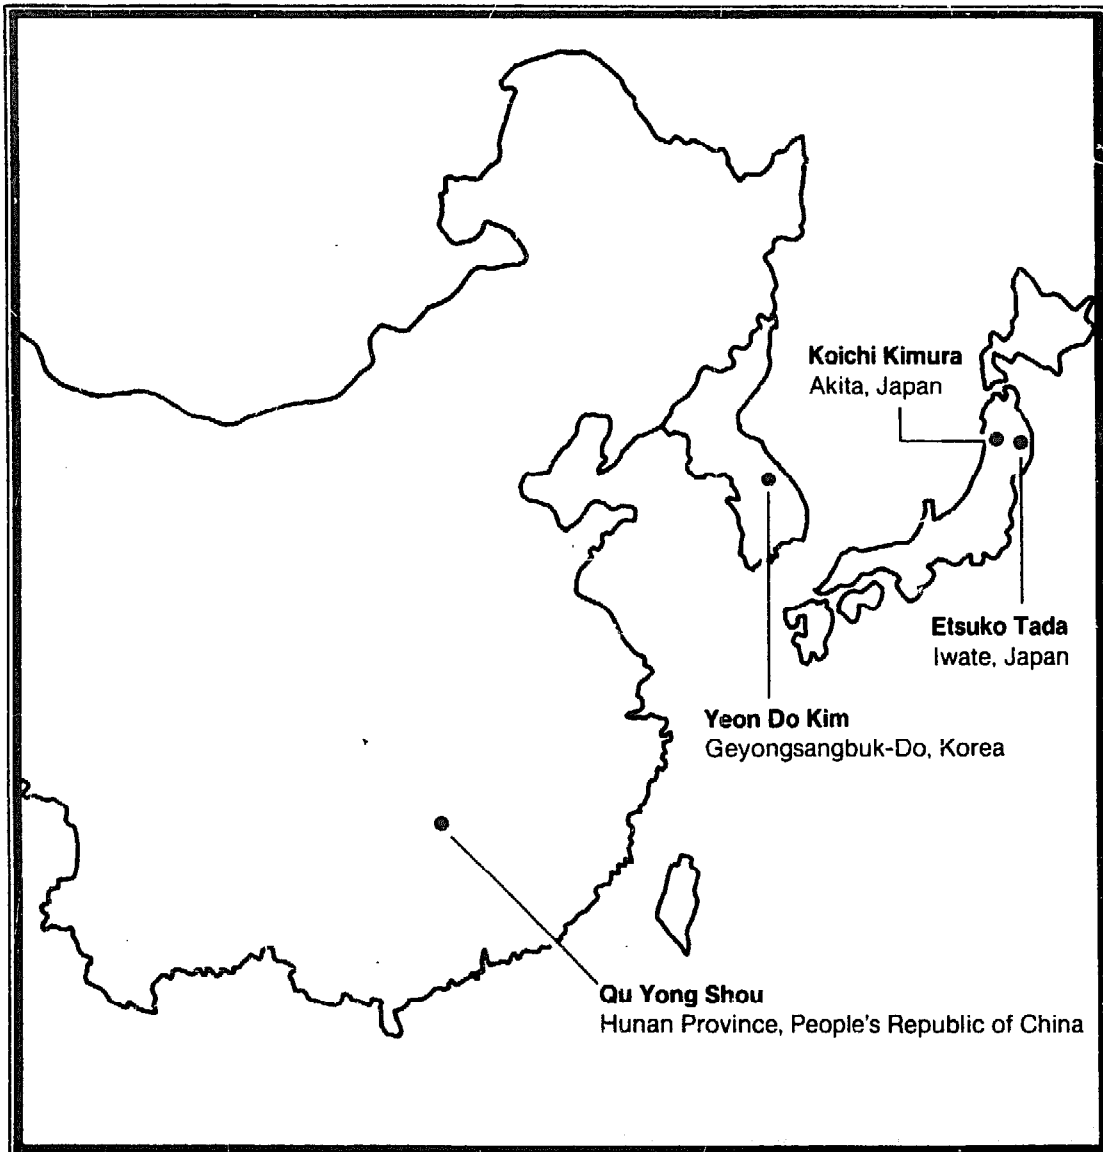 Koichi Kimura
Akita, Japan
Etsuko Tada
Iwate, Japan
Yeon Do Kim
Geyongsangbuk-Do, Korea
Qu Yong Shou
Hunan Province, People's Republic of China